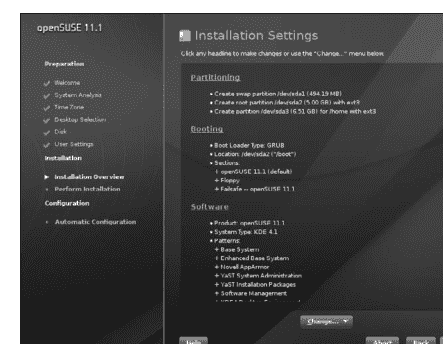 openSUSE 11.1
Preparation
Welcome
System Analysis
Time Zone
Desktop Selection
Disk
User Settings
Installation
Installation Overview
Perform Installation
Configuration
Automatic Configuration
Installation Settings
Click any headline to make changes or use the "Change..." menu below.
Partitioning
Create swap partition /dev/sda1 (494.19 MB)
Create root partition /dev/sda2 (5.00 GB) with ext3
Create partition /dev/sda3 (6.51 GB) for /home with ext3
Booting
Boot Loader Type: GRUB
Location: /dev/sda2 ("/boot")
Sections:
+ openSUSE 11.1 (default)
+ Floppy
+ Failsafe -- openSUSE 11.1
Software
Product: openSUSE 11.1
System Type: KDE 4.1
Patterns:
+ Base System
+ Enhanced Base System
+ Novell AppArmor
+ YaST System Administration
+ YaST Installation Packages
+ Software Management
Change...
Help
Abort
Back